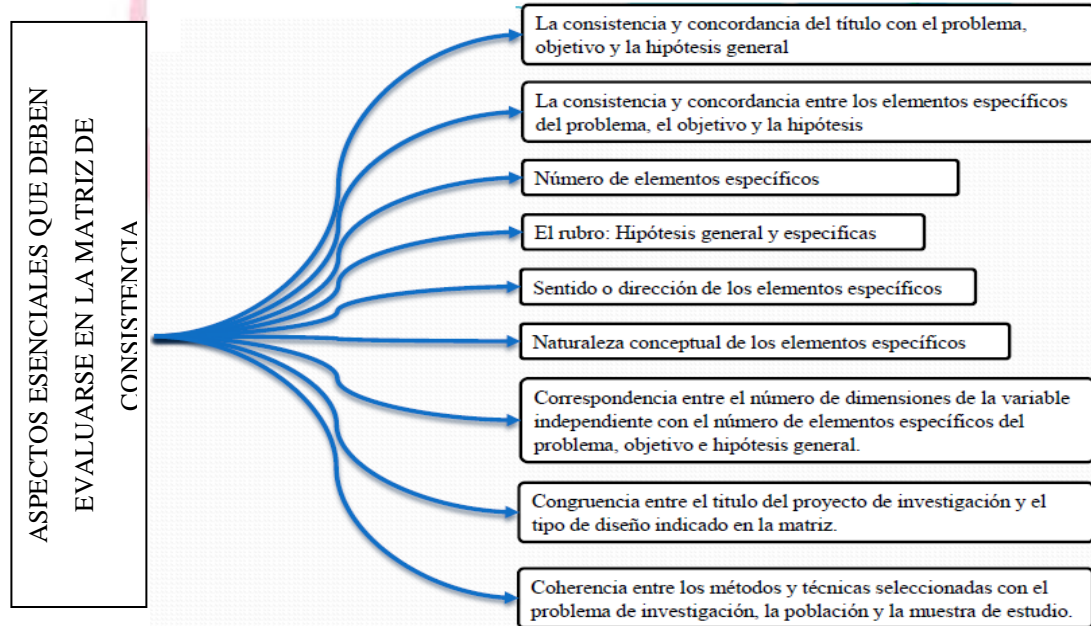 ASPECTOS ESENCIALES QUE DEBEN
EVALUARSE EN LA MATRIZ DE
CONSISTENCIA
La consistencia y concordancia del título con el problema,
objetivo y la hipótesis general
La consistencia y concordancia entre los elementos específicos
del problema, el objetivo y la hipótesis
Número de elementos específicos
El rubro: Hipótesis general y especificas
Sentido o dirección de los elementos específicos
Naturaleza conceptual de los elementos específicos
Correspondencia entre el número de dimensiones de la variable
independiente con el número de elementos específicos del
problema, objetivo e hipótesis general.
Congruencia entre el titulo del proyecto de investigación y el
tipo de diseño indicado en la matriz.
Coherencia entre los métodos y técnicas seleccionadas con el
problema de investigación, la población y la muestra de estudio.